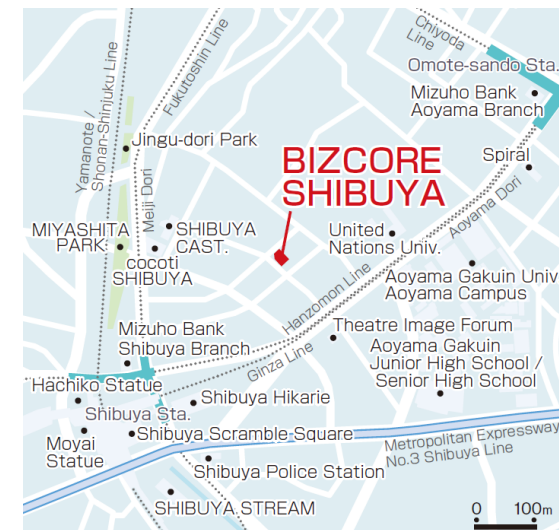 Chiyoda
Line
Omote-sando Sta.
Mizuho Bank
Aoyama Branch
Fukutoshin Line
Yamanote /
Shonan-Shinjuku Line
Jingu-dori Park
Meiji Dori
BIZCORE
SHIBUYA
Spiral
Aoyama Dori
MIYASHITA
PARK
SHIBUYA
CAST.
cocoti
SHIBUYA
United
Nations Univ.
Aoyama Gakuin Univ.
Aoyama Campus
Hanzomon Line
Ginza Line
Mizuho Bank
Shibuya Branch
Theatre Image Forum
Aoyama Gakuin
Junior High School /
Senior High School
Hachiko Statue
Shibuya Sta.
Shibuya Hikarie
Moyai
Statue
Shibuya Scramble Square
Metropolitan Expressway
No.3 Shibuya Line
Shibuya Police Station
SHIBUYA STREAM
0 100m